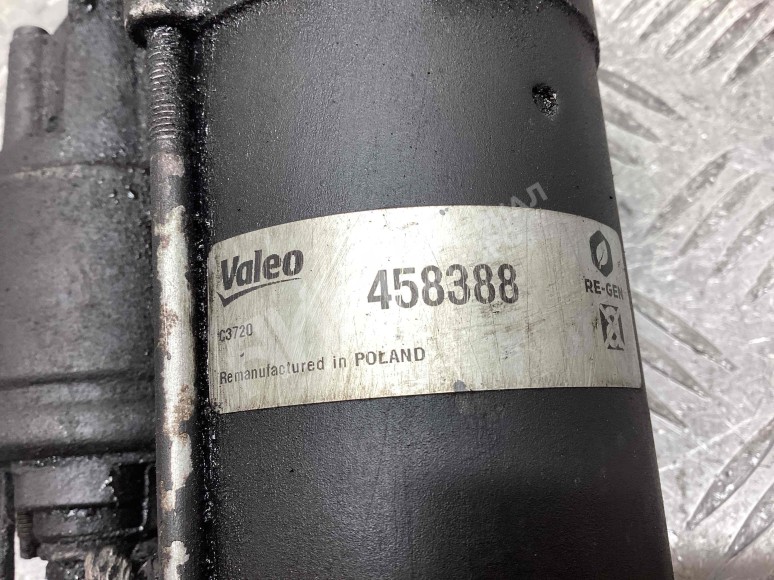 Valeo
458388
RE-GEN
C3720
Remanufactured in POLAND